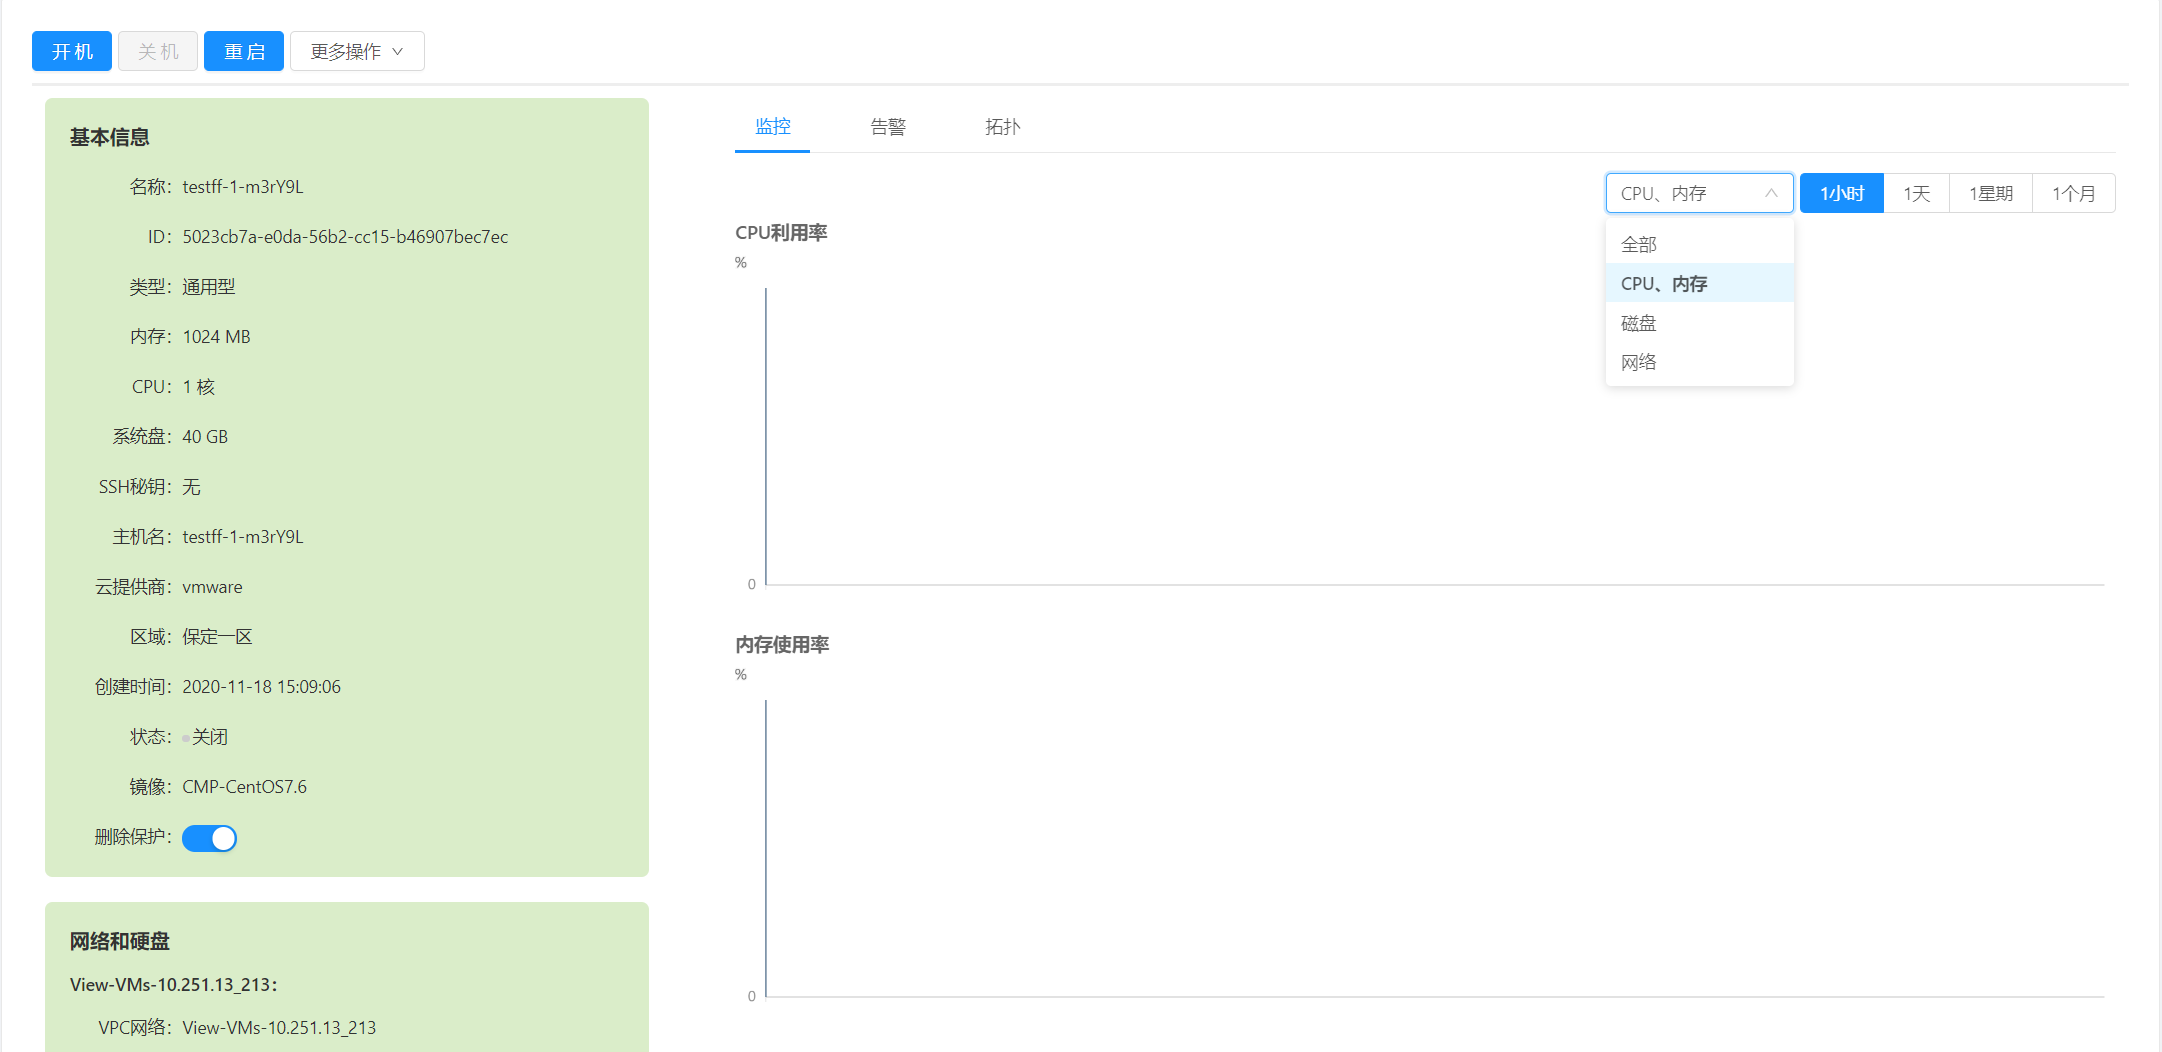 开 机 关 机 重 启 更多操作
基本信息
名称: testff-1-m3rY9L
ID: 5023cb7a-e0da-56b2-cc15-b46907bec7ec
类型: 通用型
内存: 1024 MB
CPU: 1 核
系统盘: 40 GB
SSH秘钥: 无
主机名: testff-1-m3rY9L
云提供商: vmware
区域: 保定一区
创建时间: 2020-11-18 15:09:06
状态: 关闭
镜像: CMP-CentOS7.6
删除保护:
网络和硬盘
View-VMs-10.251.13_213:
VPC网络: View-VMs-10.251.13_213
监控 告警 拓扑
CPU、内存 1小时 1天 1星期 1个月
全部
CPU、内存
磁盘
网络
CPU利用率
%
0
内存使用率
%
0